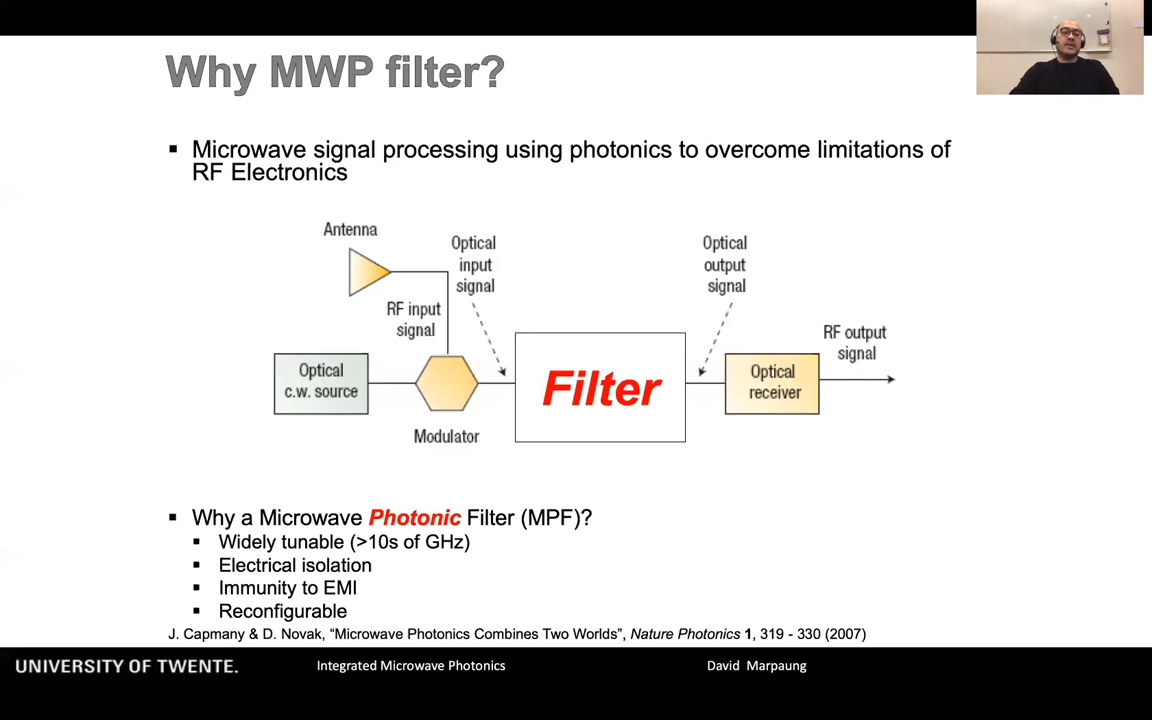 Why MWP filter?
▪ Microwave signal processing using photonics to overcome limitations of
RF Electronics
Antenna
Optical
input
signal
Optical
output
signal
RF input
signal
RF output
signal
Optical
c.w. source
Filter
Optical
receiver
Modulator
▪ Why a Microwave Photonic Filter (MPF)?
▪ Widely tunable (>10s of GHz)
▪ Electrical isolation
▪ Immunity to EMI
▪ Reconfigurable
J. Capmany & D. Novak, “Microwave Photonics Combines Two Worlds”, Nature Photonics 1, 319 - 330 (2007)
UNIVERSITY OF TWENTE. Integrated Microwave Photonics David Marpaung